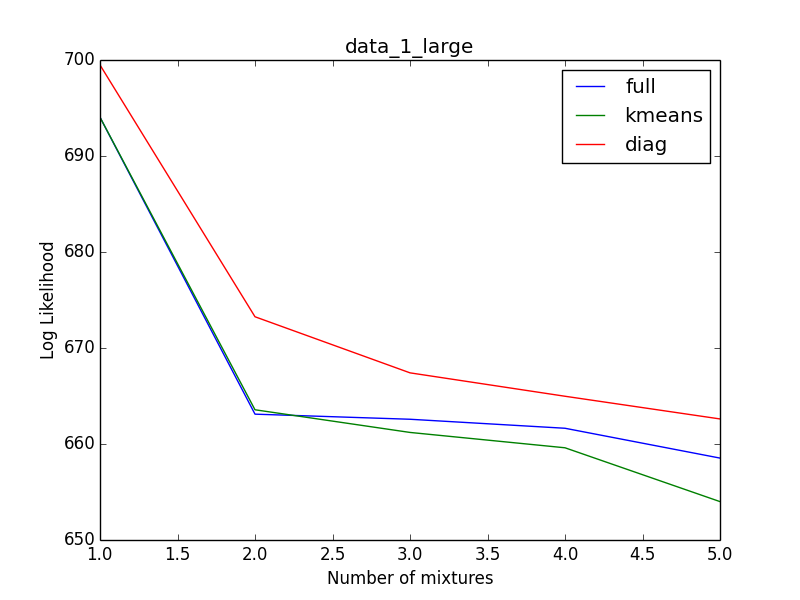 data_1_large
full
kmeans
diag
700
690
680
670
660
650
Log Likelihood
1.0 1.5 2.0 2.5 3.0 3.5 4.0 4.5 5.0
Number of mixtures